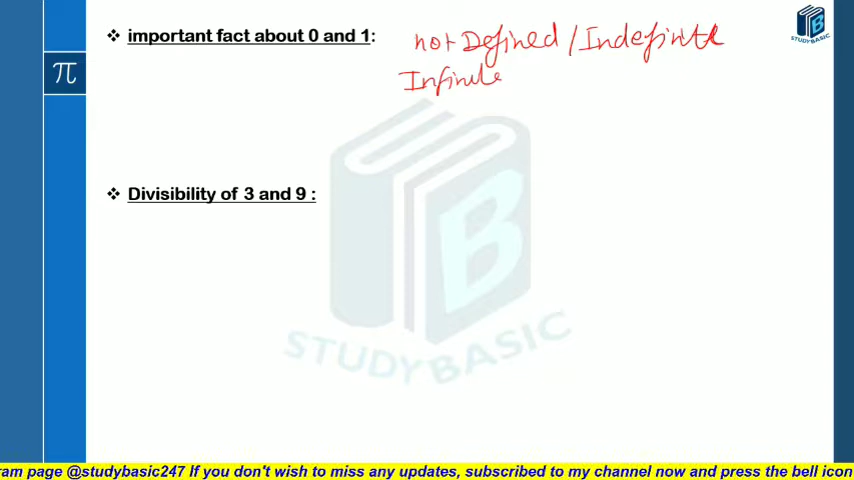 ❖ important fact about 0 and 1:
not Defined / Indefinite
Infinite
π
❖ Divisibility of 3 and 9 :
B
STUDYBASIC
B
STUDYBASIC
ram page @studybasic247 If you don't wish to miss any updates, subscribed to my channel now and press the bell icon